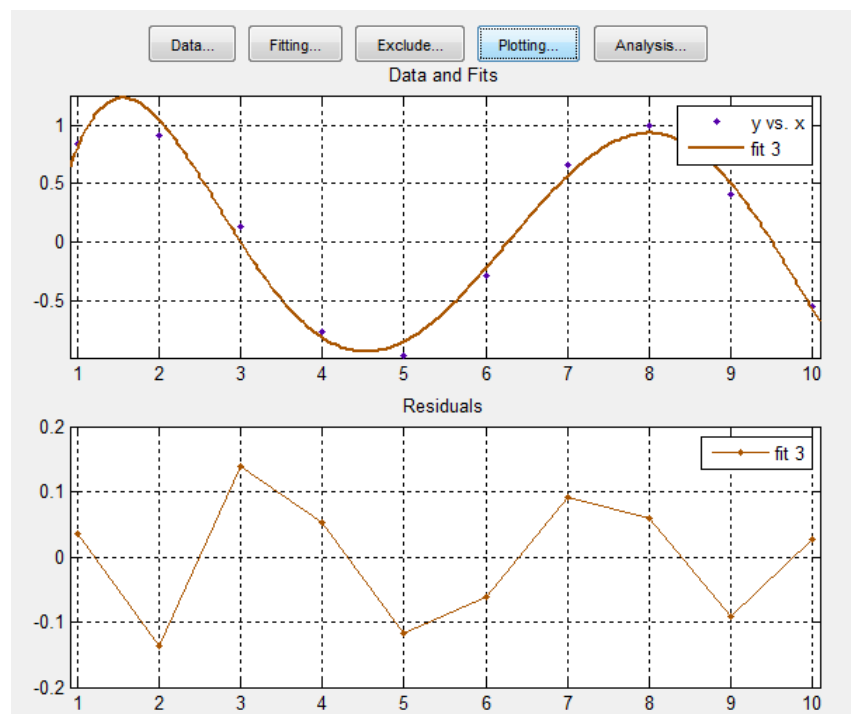 Data... Fitting... Exclude... Plotting... Analysis...
Data and Fits
y vs. x
fit 3
1
0.5
0
-0.5
1 2 3 4 5 6 7 8 9 10
Residuals
fit 3
0.2
0.1
0
-0.1
-0.2
1 2 3 4 5 6 7 8 9 10